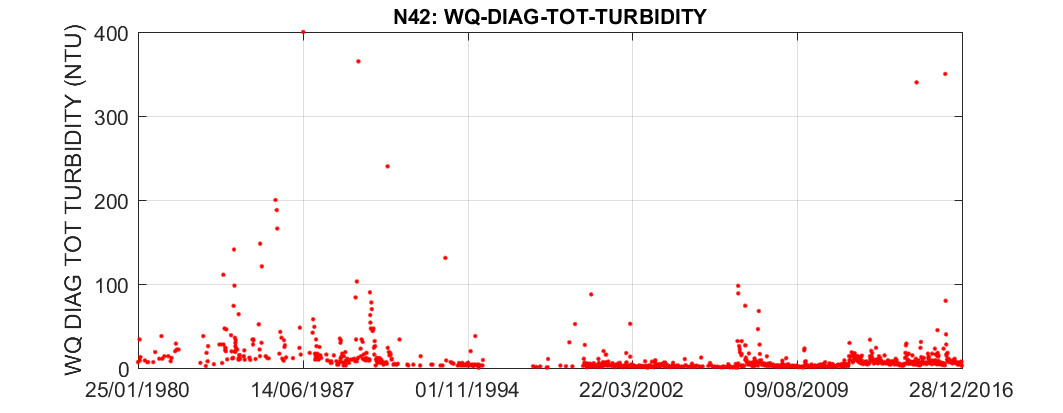 N42: WQ-DIAG-TOT-TURBIDITY
WQ DIAG TOT TURBIDITY (NTU)
400
300
200
100
0
25/01/1980 14/06/1987 01/11/1994 22/03/2002 09/08/2009 28/12/2016